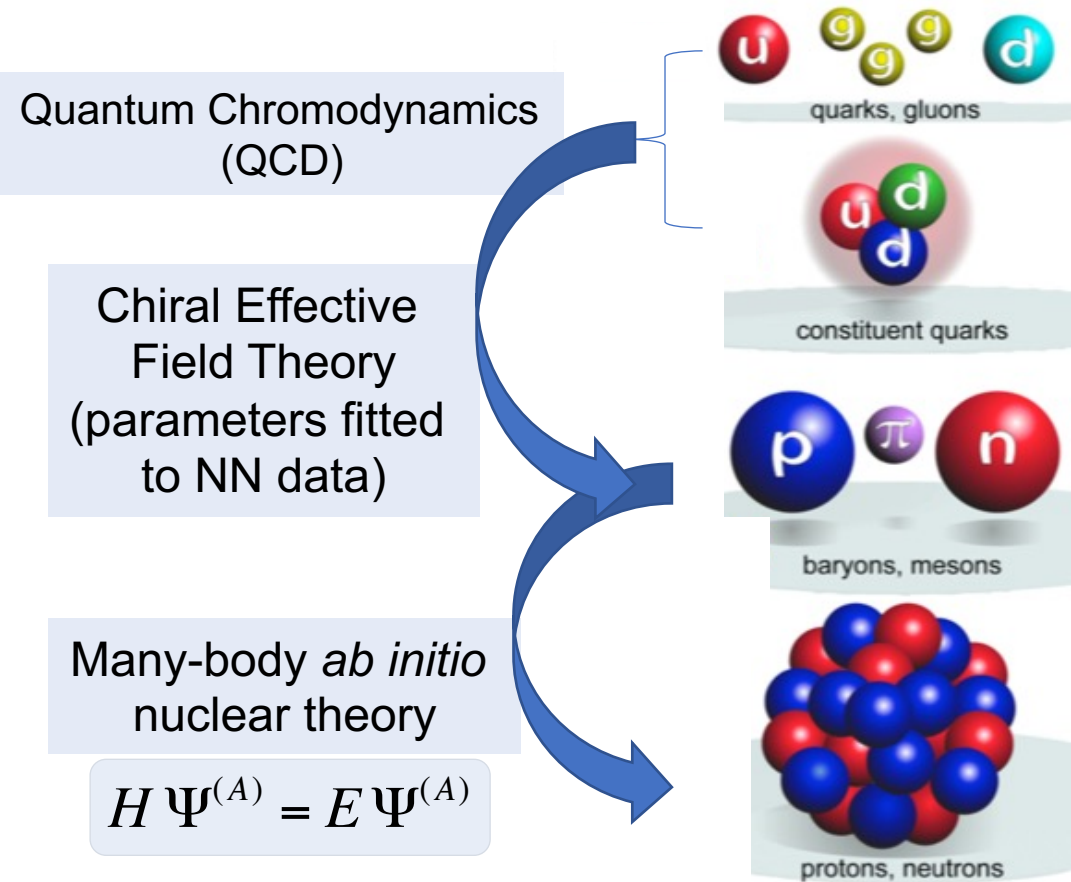 Quantum Chromodynamics
(QCD)
Chiral Effective
Field Theory
(parameters fitted
to NN data)
Many-body ab initio
nuclear theory
H Ψ^(A) = E Ψ^(A)
u g g g d
quarks, gluons
u d d
constituent quarks
p π n
baryons, mesons
protons, neutrons